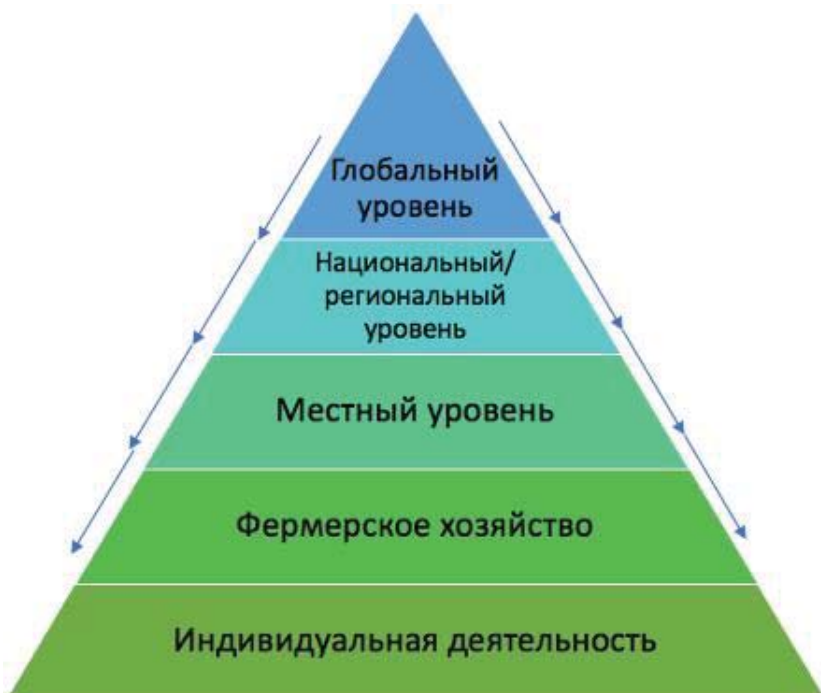 Глобальный
уровень
Национальный/
региональный
уровень
Местный уровень
Фермерское хозяйство
Индивидуальная деятельность